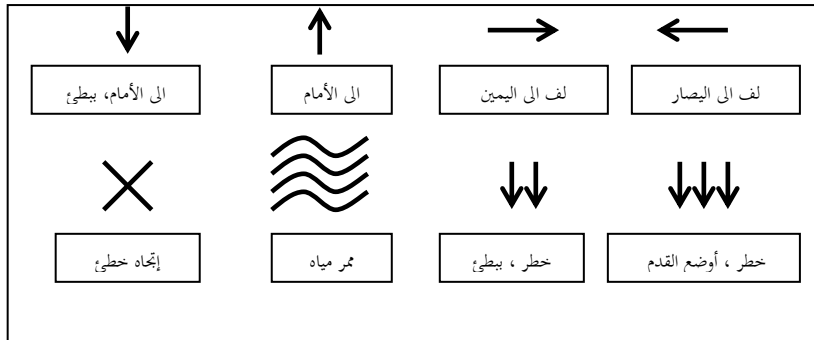 لف الى اليصار
لف الى اليمين
الى الأمام
الى الأمام، ببطئ
خطر ، أوضع القدم
خطر ، ببطئ
ممر مياه
إتجاه خطئ